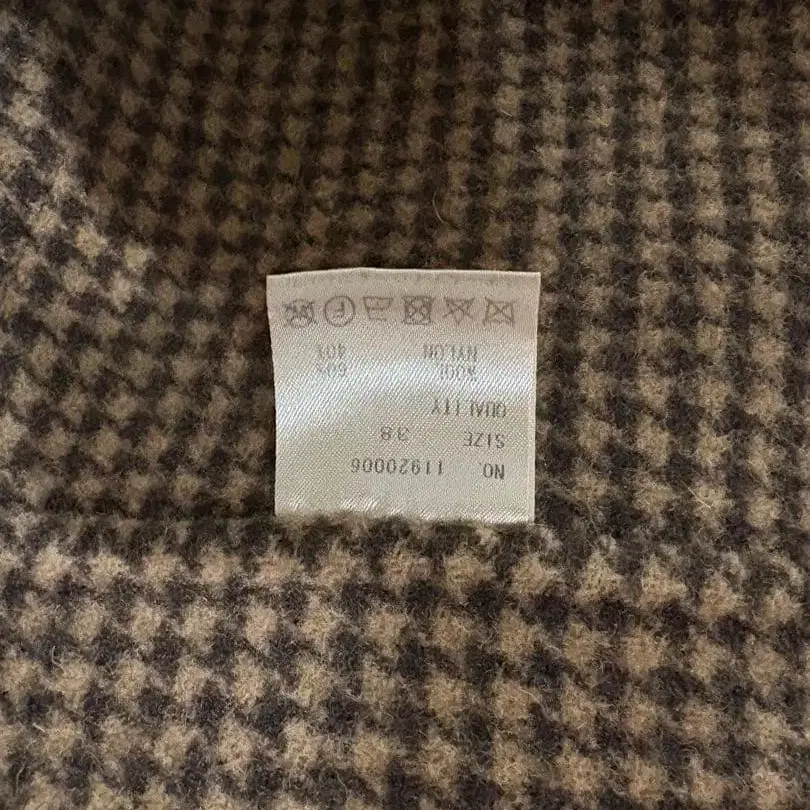 NO. 11920006
SIZE 38
QUALITY
WOOL 60%
NYLON 40%
F